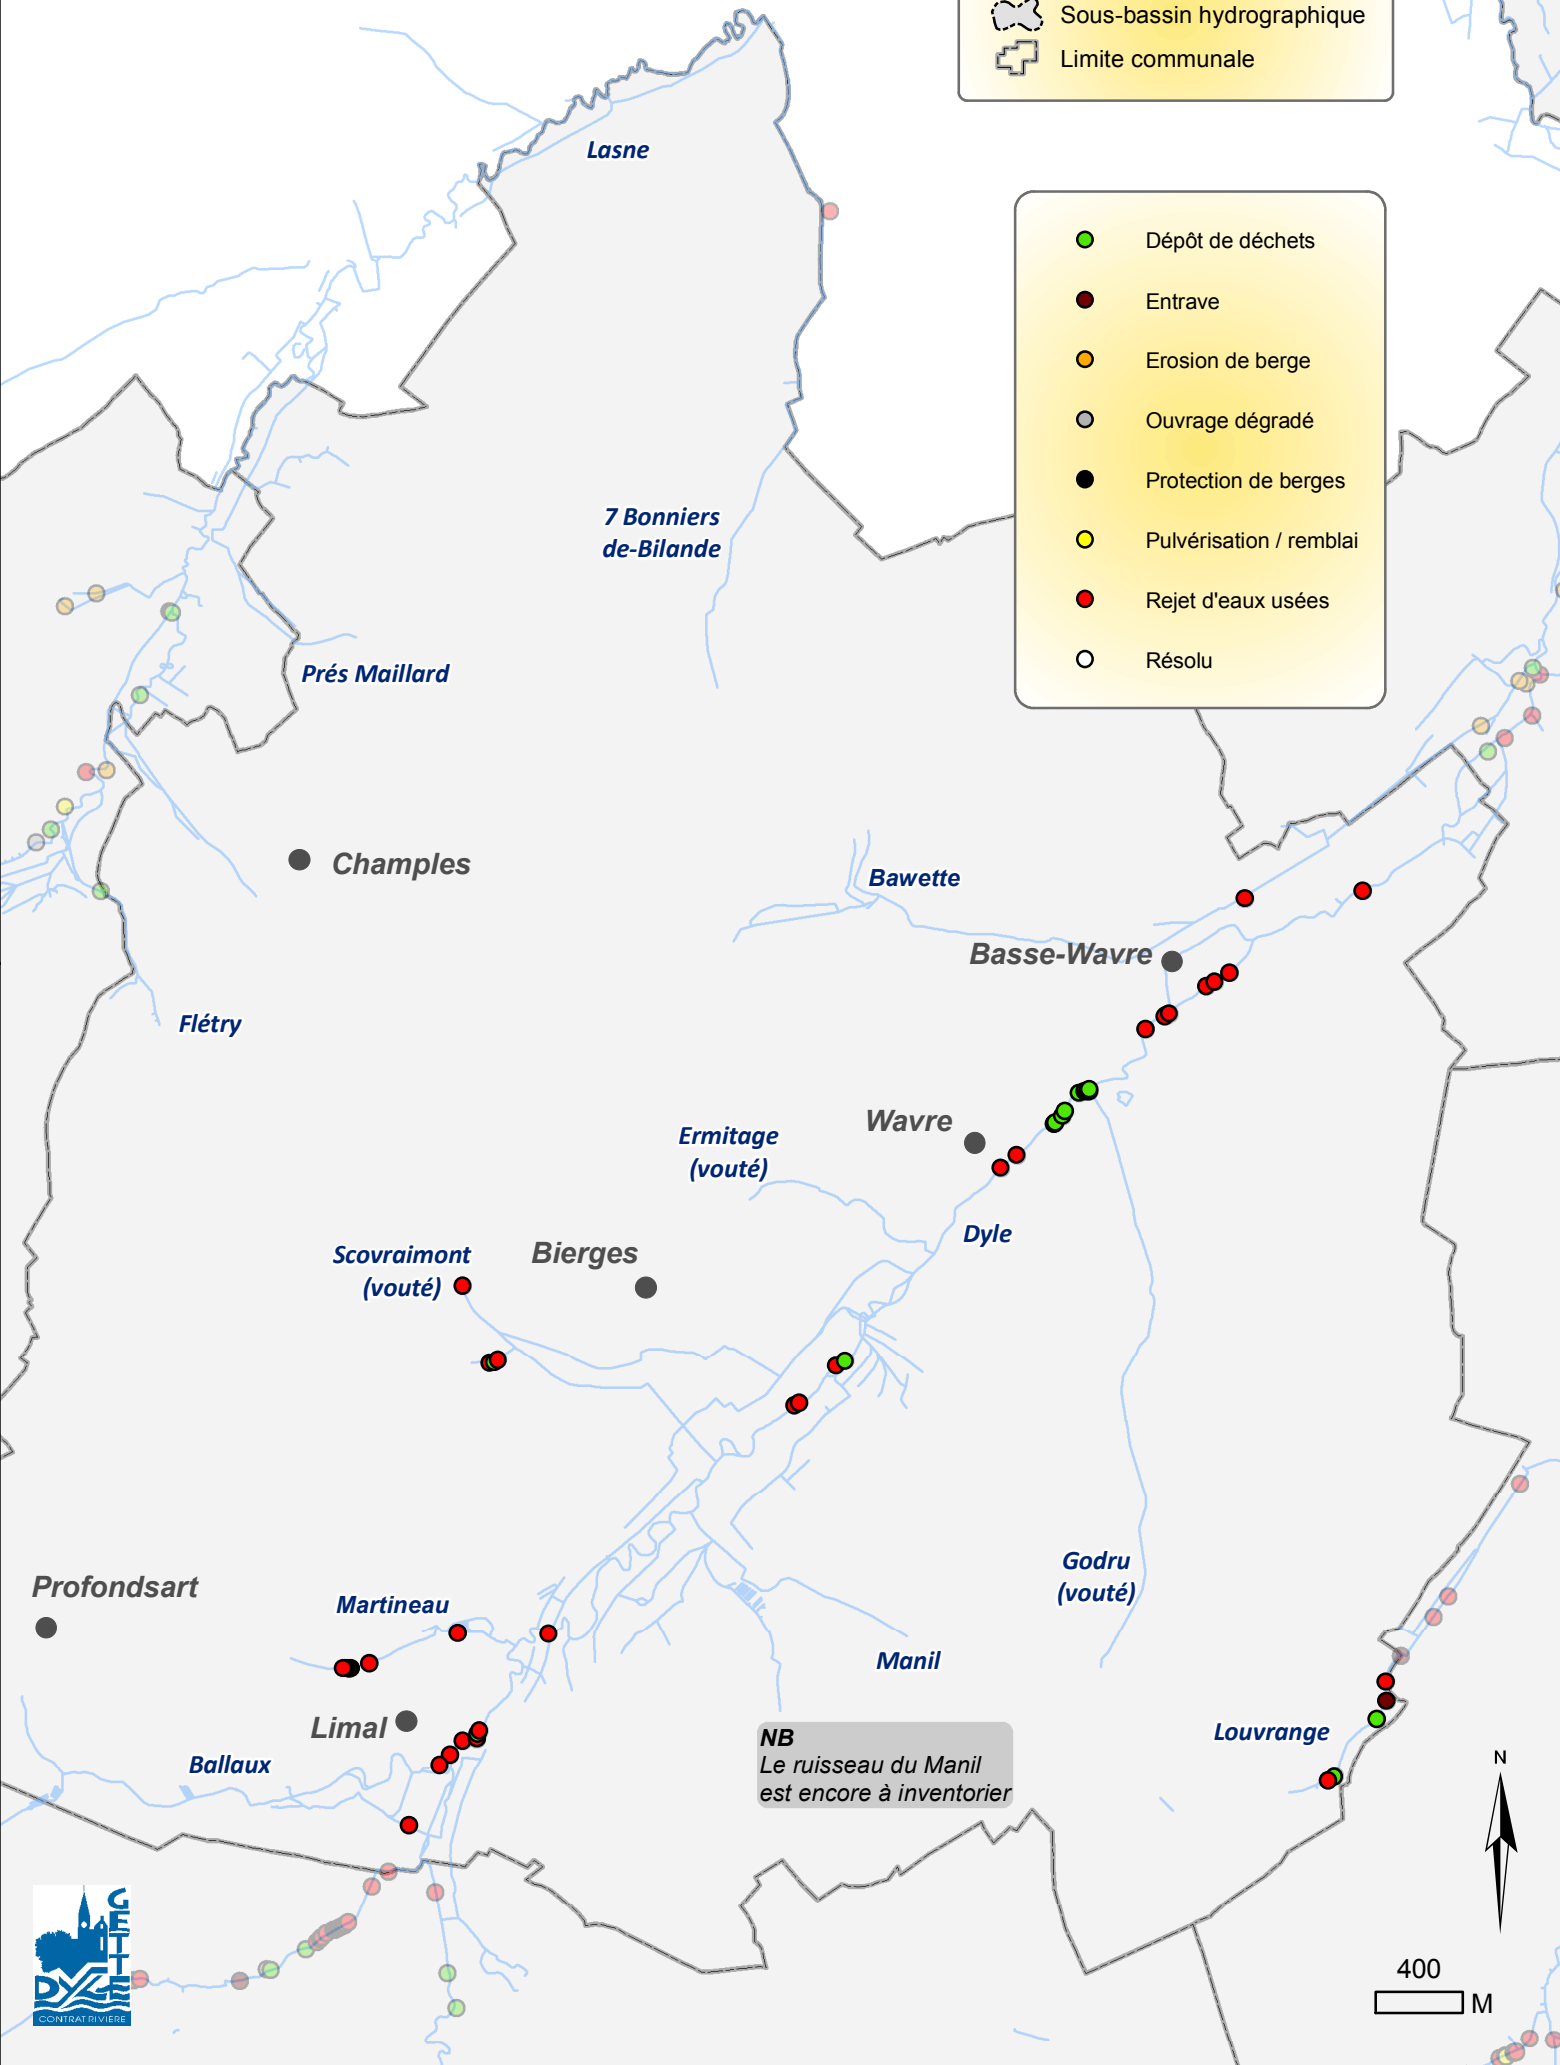 Sous-bassin hydrographique
Limite communale
Lasne
Dépôt de déchets
Entrave
Erosion de berge
Ouvrage dégradé
Protection de berges
Pulvérisation / remblai
Rejet d'eaux usées
Résolu
7 Bonniers
de-Bilande
Prés Maillard
Champles
Bawette
Basse-Wavre
Flétry
Wavre
Ermitage
(vouté)
Dyle
Scovraimont
(vouté)
Bierges
Godru
(vouté)
Profondsart
Martineau
Manil
Limal
Louvrange
Ballaux
NB
Le ruisseau du Manil
est encore à inventorier
N
400
M
GETTE
DYLE
CONTRAT RIVIÈRE